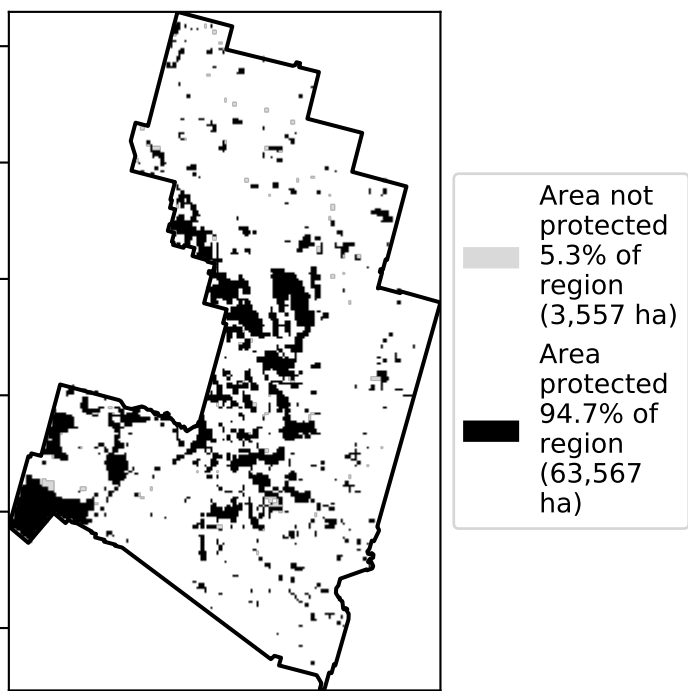 Area not
protected
5.3% of
region
(3,557 ha)
Area
protected
94.7% of
region
(63,567
ha)